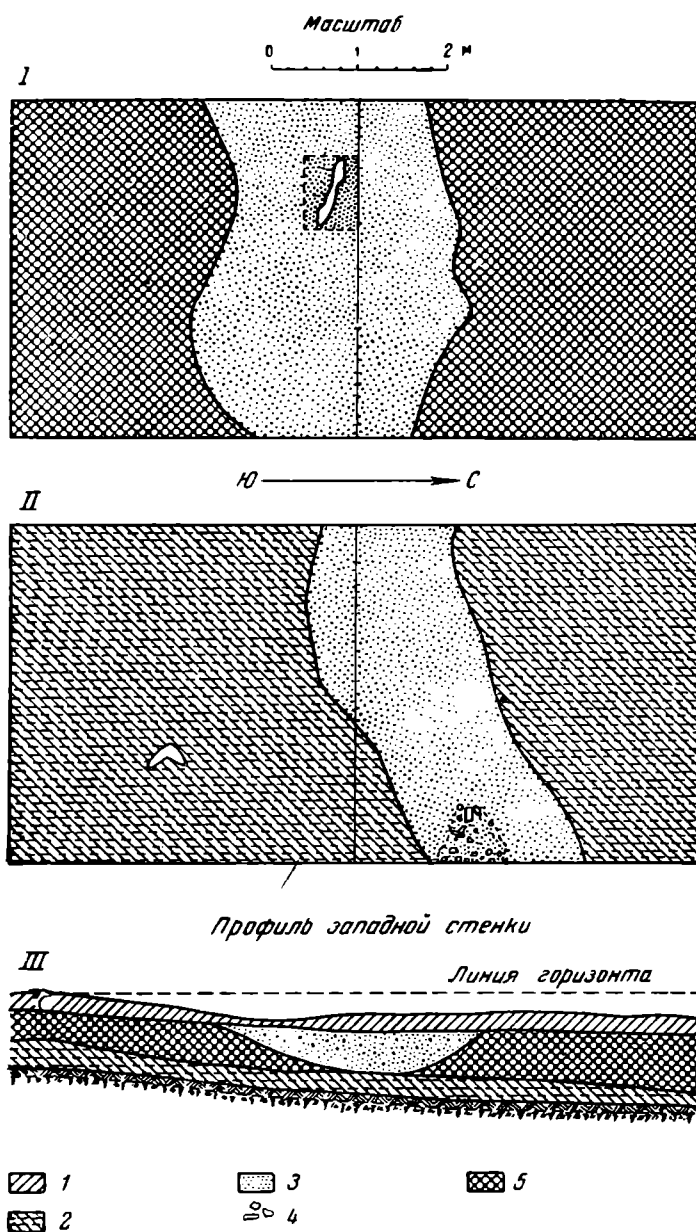 Масштаб
0 1 2 м
I
Ю С
II
Профиль западной стенки
III
Линия горизонта
1 3 5
2 4